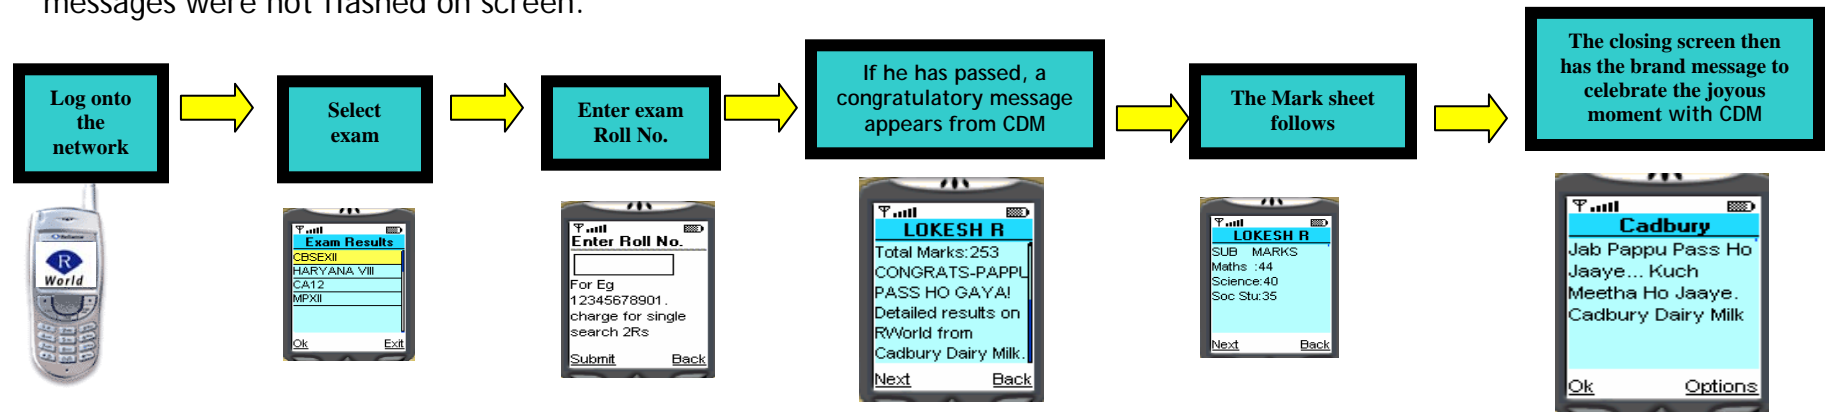 messages were not flashed on screen.
Log onto
the
network
Select
exam
Enter exam
Roll No.
If he has passed, a
congratulatory message
appears from CDM
The Mark sheet
follows
The closing screen then
has the brand message to
celebrate the joyous
moment with CDM
R
World
Exam Results
CBSEXII
HARYANA VIII
CA12
MPXII
Ok Exit
Enter Roll No.
For Eg
12345678901.
charge for single
search 2Rs
Submit Back
LOKESH R
Total Marks:253
CONGRATS-PAPPU
PASS HO GAYA!
Detailed results on
RWorld from
Cadbury Dairy Milk.
Next Back
LOKESH R
SUB MARKS
Maths :44
Science:40
Soc Stu:35
Next Back
Cadbury
Jab Pappu Pass Ho
Jaaye... Kuch
Meetha Ho Jaaye.
Cadbury Dairy Milk
Ok Options